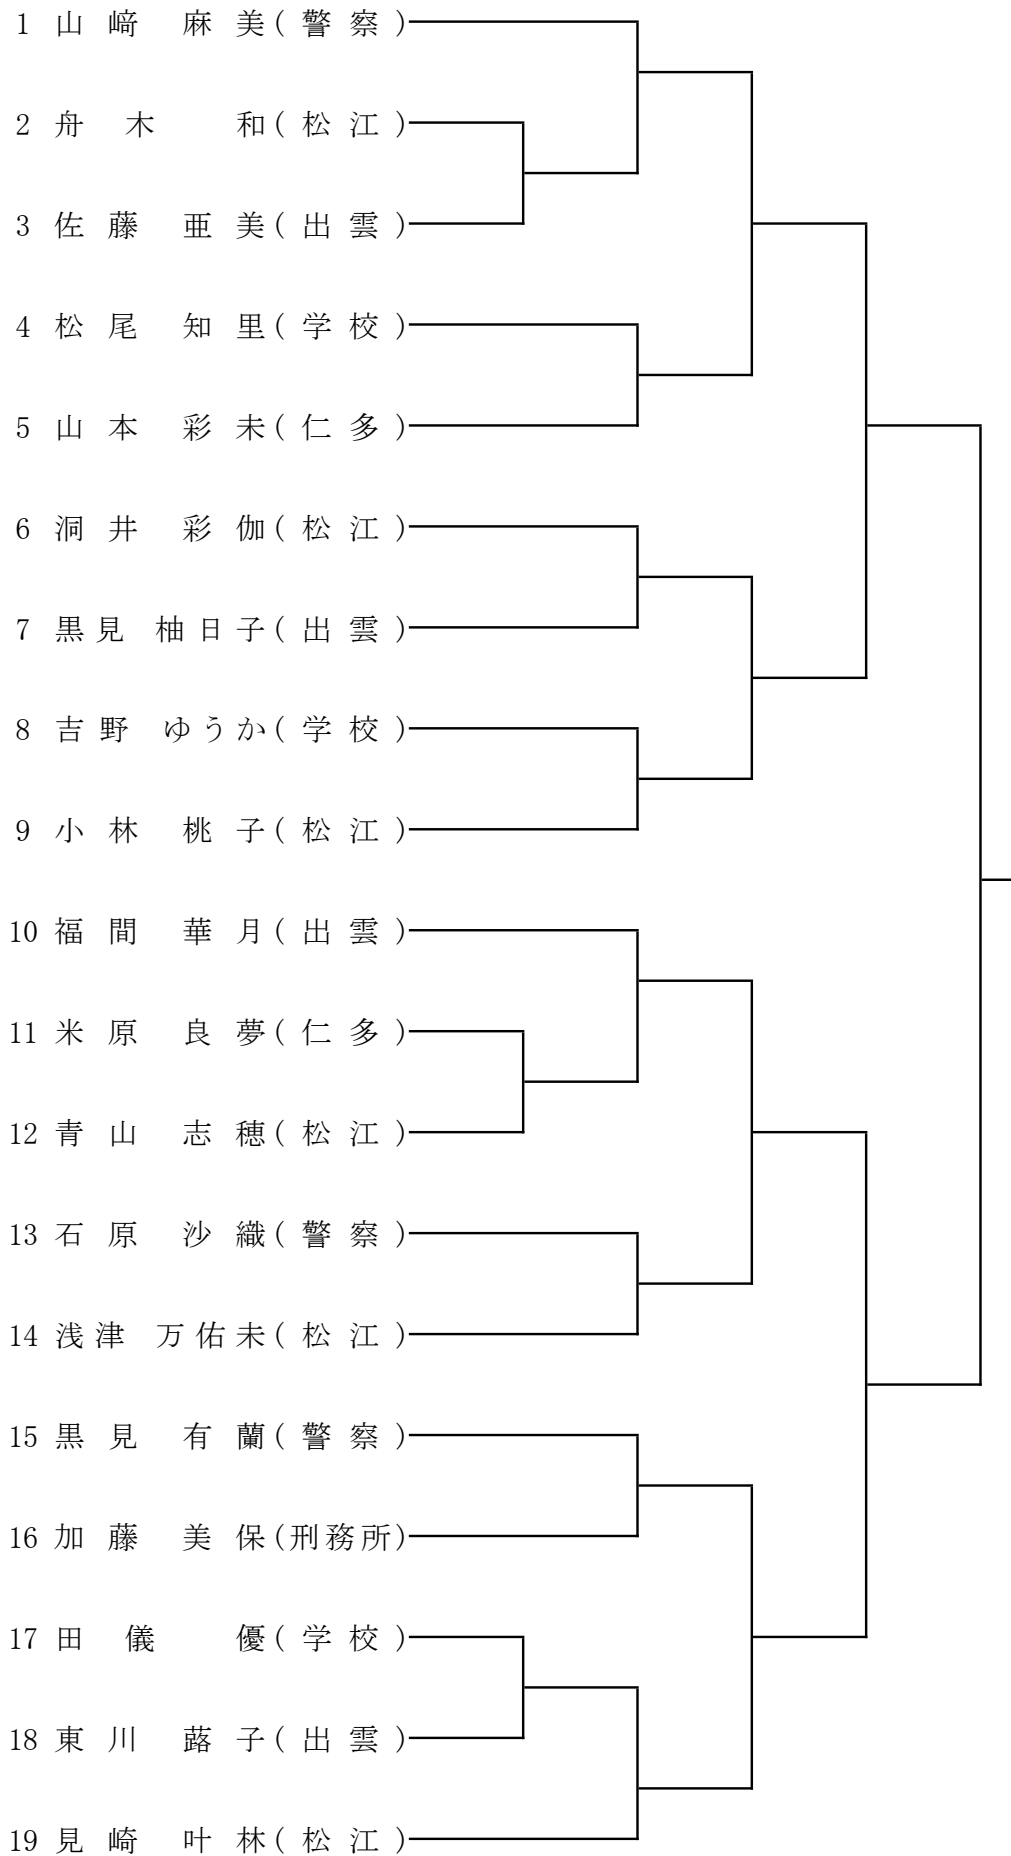 1 山﨑 麻美(警察)
2 舟木 和(松江)
3 佐藤 亜美(出雲)
4 松尾 知里(学校)
5 山本 彩未(仁多)
6 洞井 彩伽(松江)
7 黒見 柚日子(出雲)
8 吉野 ゆうか(学校)
9 小林 桃子(松江)
10 福間 華月(出雲)
11 米原 良夢(仁多)
12 青山 志穂(松江)
13 石原 沙織(警察)
14 浅津 万佑未(松江)
15 黒見 有蘭(警察)
16 加藤 美保(刑務所)
17 田儀 優(学校)
18 東川 蕗子(出雲)
19 見崎 叶林(松江)